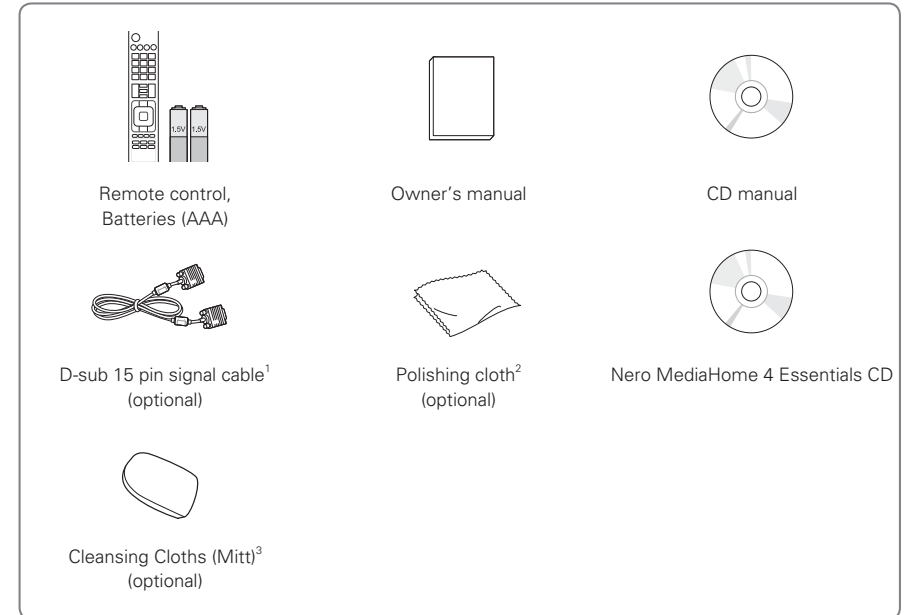 1.5V 1.5V
Remote control,
Batteries (AAA)
Owner's manual
CD manual
D-sub 15 pin signal cable1
(optional)
Polishing cloth2
(optional)
Nero MediaHome 4 Essentials CD
Cleansing Cloths (Mitt)3
(optional)